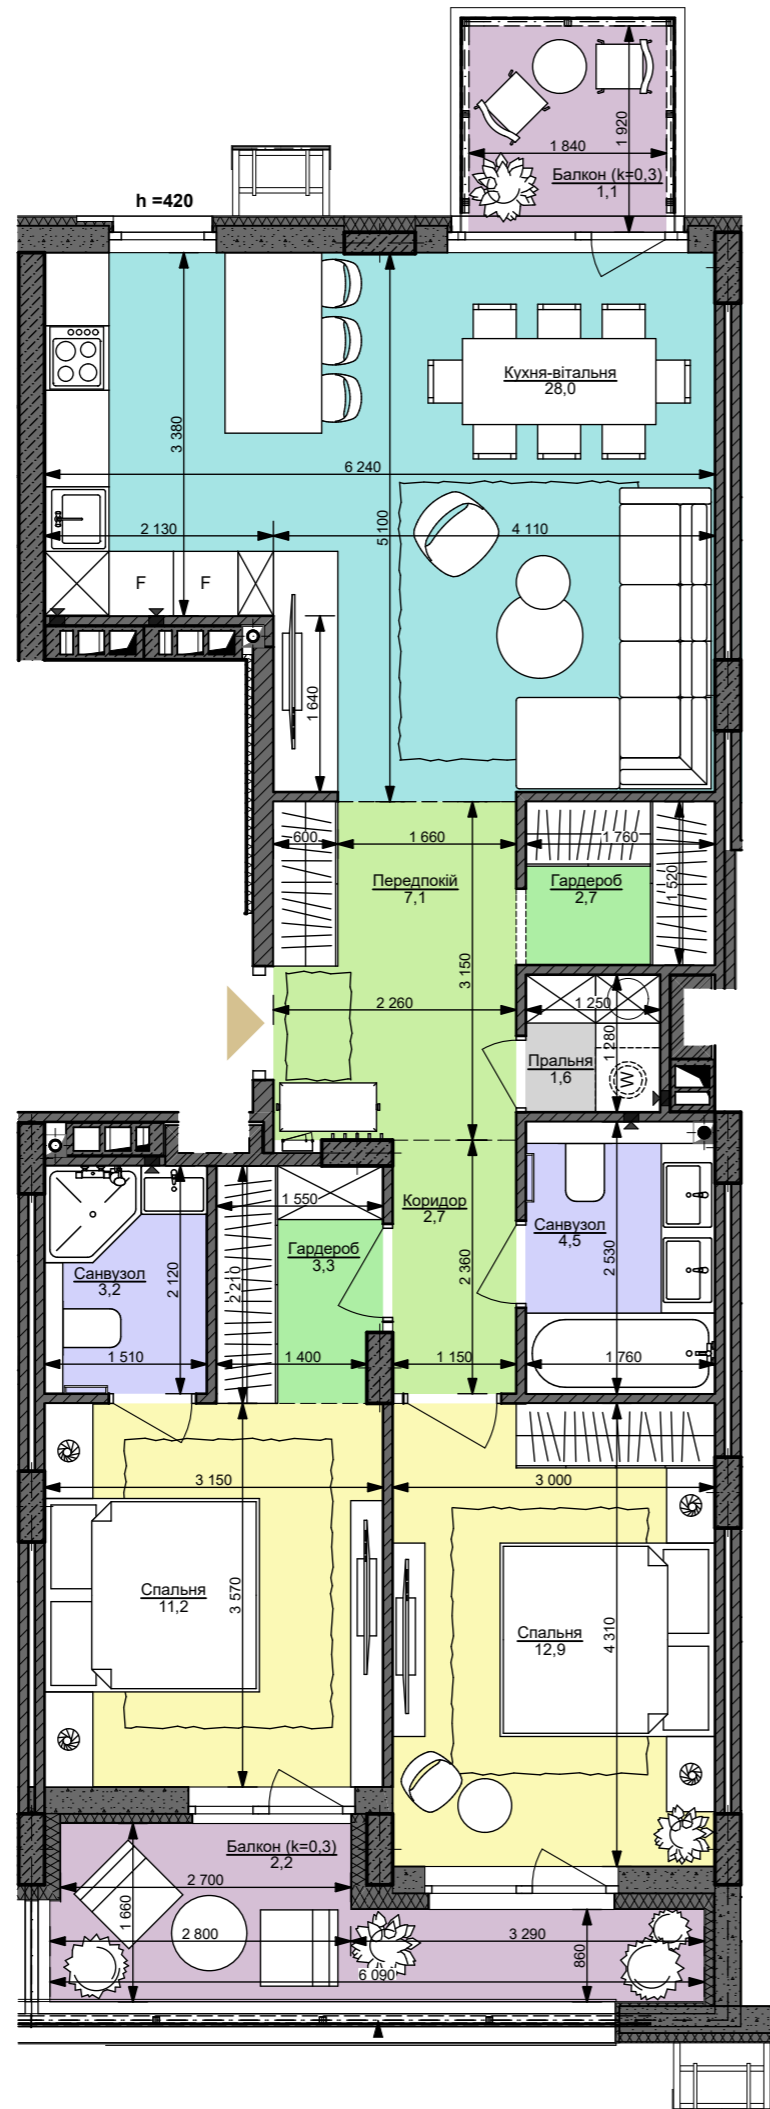 1 920
1 840
Балкон (k=0,3)
1,1
h =420
Кухня-вітальня
28,0
3 380
6 240
5 100
2 130
4 110
F
F
1 640
600
1 660
1 760
1 520
Передпокій
7,1
Гардероб
2,7
3 150
2 260
1 250
1 280
Пральня
1,6
W
1 550
Коридор
2,7
Санвузол
4,5
2 530
Гардероб
3,3
Санвузол
3,2
2 120
2 210
2 360
1 510
1 400
1 150
1 760
3 150
3 000
Спальня
11,2
3 570
Спальня
12,9
4 310
Балкон (k=0,3)
2,2
2 700
1 660
2 800
3 290
860
6 090